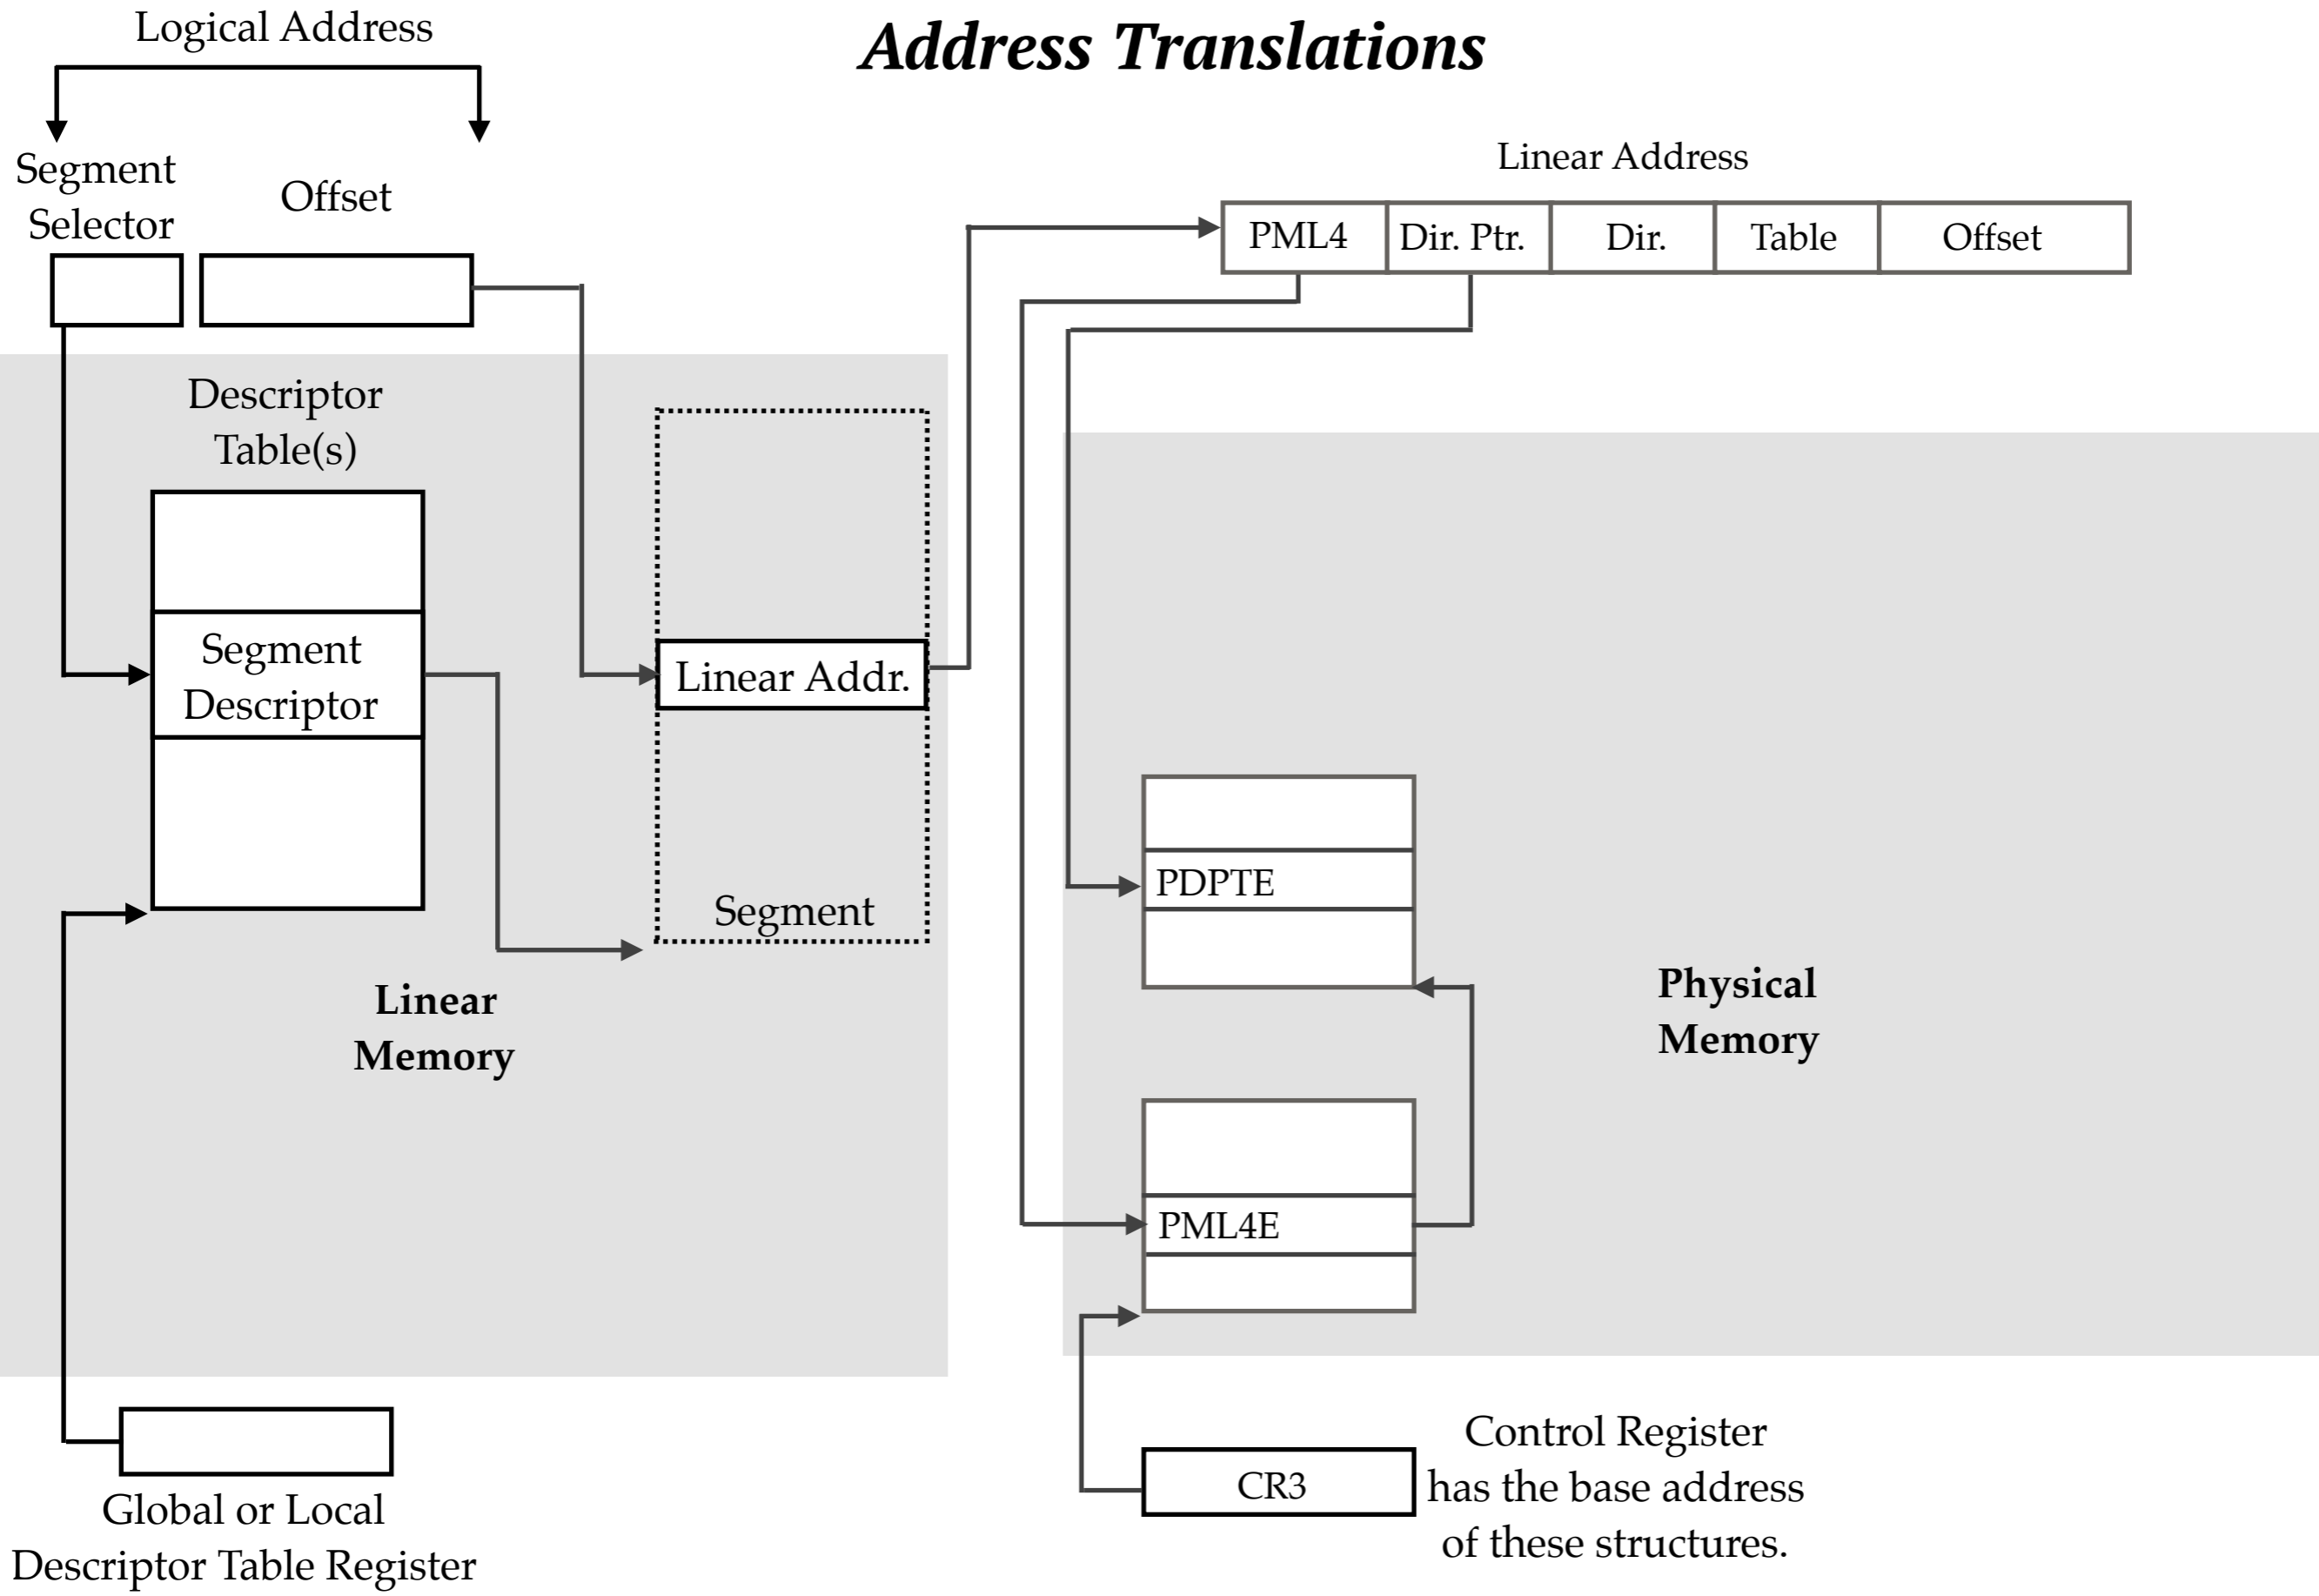 Address Translations
Logical Address
Segment
Selector
Offset
Descriptor
Table(s)
Segment
Descriptor
Linear Addr.
Segment
Linear
Memory
Global or Local
Descriptor Table Register
Linear Address
PML4
Dir. Ptr.
Dir.
Table
Offset
PDPTE
Physical
Memory
PML4E
CR3
Control Register
has the base address
of these structures.